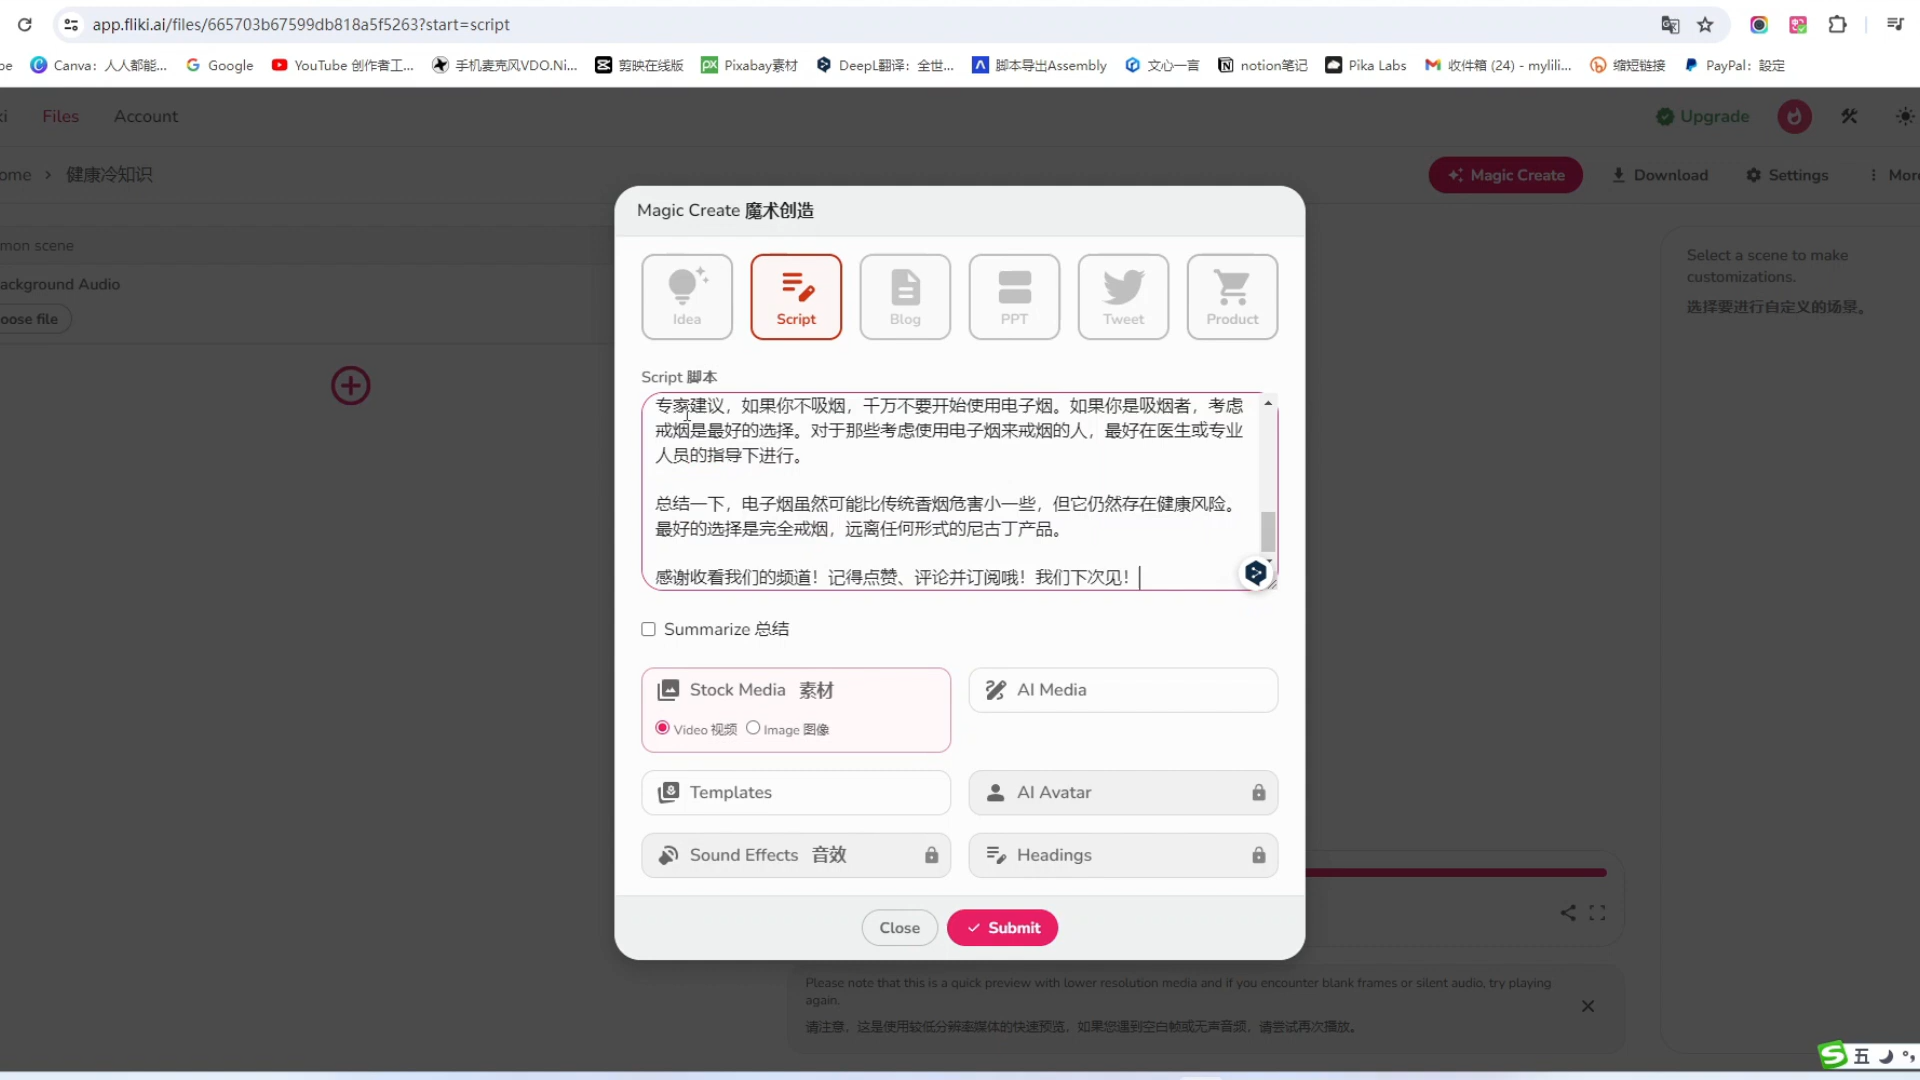 app.fliki.ai/files/665703b67599db818a5f5263?start=script
Canva：人人都能...
Google
YouTube 创作者工...
手机麦克风VDO.Ni...
剪映在线版
Pixabay素材
DeepL翻译：全世...
脚本导出Assembly
文心一言
notion笔记
Pika Labs
收件箱 (24) - mylili...
缩短链接
PayPal：設定
Files
Account
Upgrade
ome > 健康冷知识
Magic Create
Download
Settings
More
mon scene
ackground Audio
oose file
Select a scene to make
customizations.
选择要进行自定义的场景。
Magic Create 魔术创造
Idea
Script
Blog
PPT
Tweet
Product
Script 脚本
专家建议，如果你不吸烟，千万不要开始使用电子烟。如果你是吸烟者，考虑
戒烟是最好的选择。对于那些考虑使用电子烟来戒烟的人，最好在医生或专业
人员的指导下进行。
总结一下，电子烟虽然可能比传统香烟危害小一些，但它仍然存在健康风险。
最好的选择是完全戒烟，远离任何形式的尼古丁产品。
感谢收看我们的频道！记得点赞、评论并订阅哦！我们下次见！
Summarize 总结
Stock Media 素材
Video 视频 Image 图像
AI Media
Templates
AI Avatar
Sound Effects 音效
Headings
Close
Submit
Please note that this is a quick preview with lower resolution media and if you encounter blank frames or silent audio, try playing
again.
请注意，这是使用较低分辨率媒体的快速预览，如果您遇到空白帧或无声音频，请尝试再次播放。
五